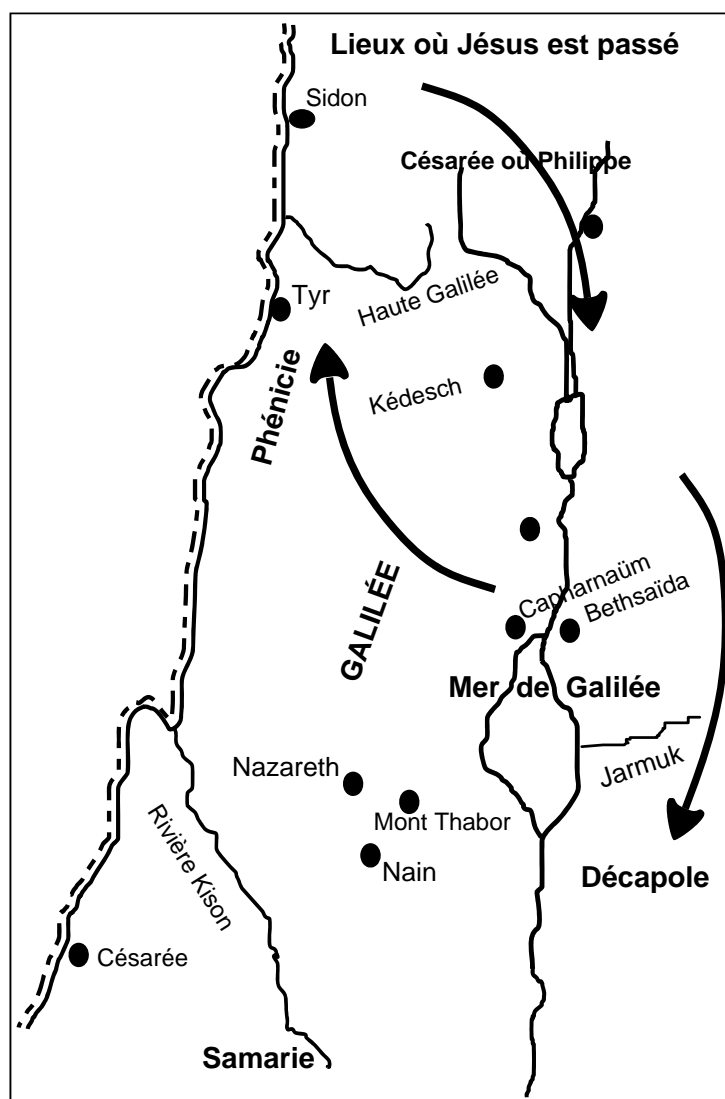 Lieux où Jésus est passé
Sidon
Césarée où Philippe
Haute Galilée
Tyr
Phénicie
Kédesch
GALILÉE
Capharnaüm
Bethsaïda
Mer de Galilée
Jarmuk
Nazareth
Mont Thabor
Nain
Rivière Kison
Décapole
Césarée
Samarie